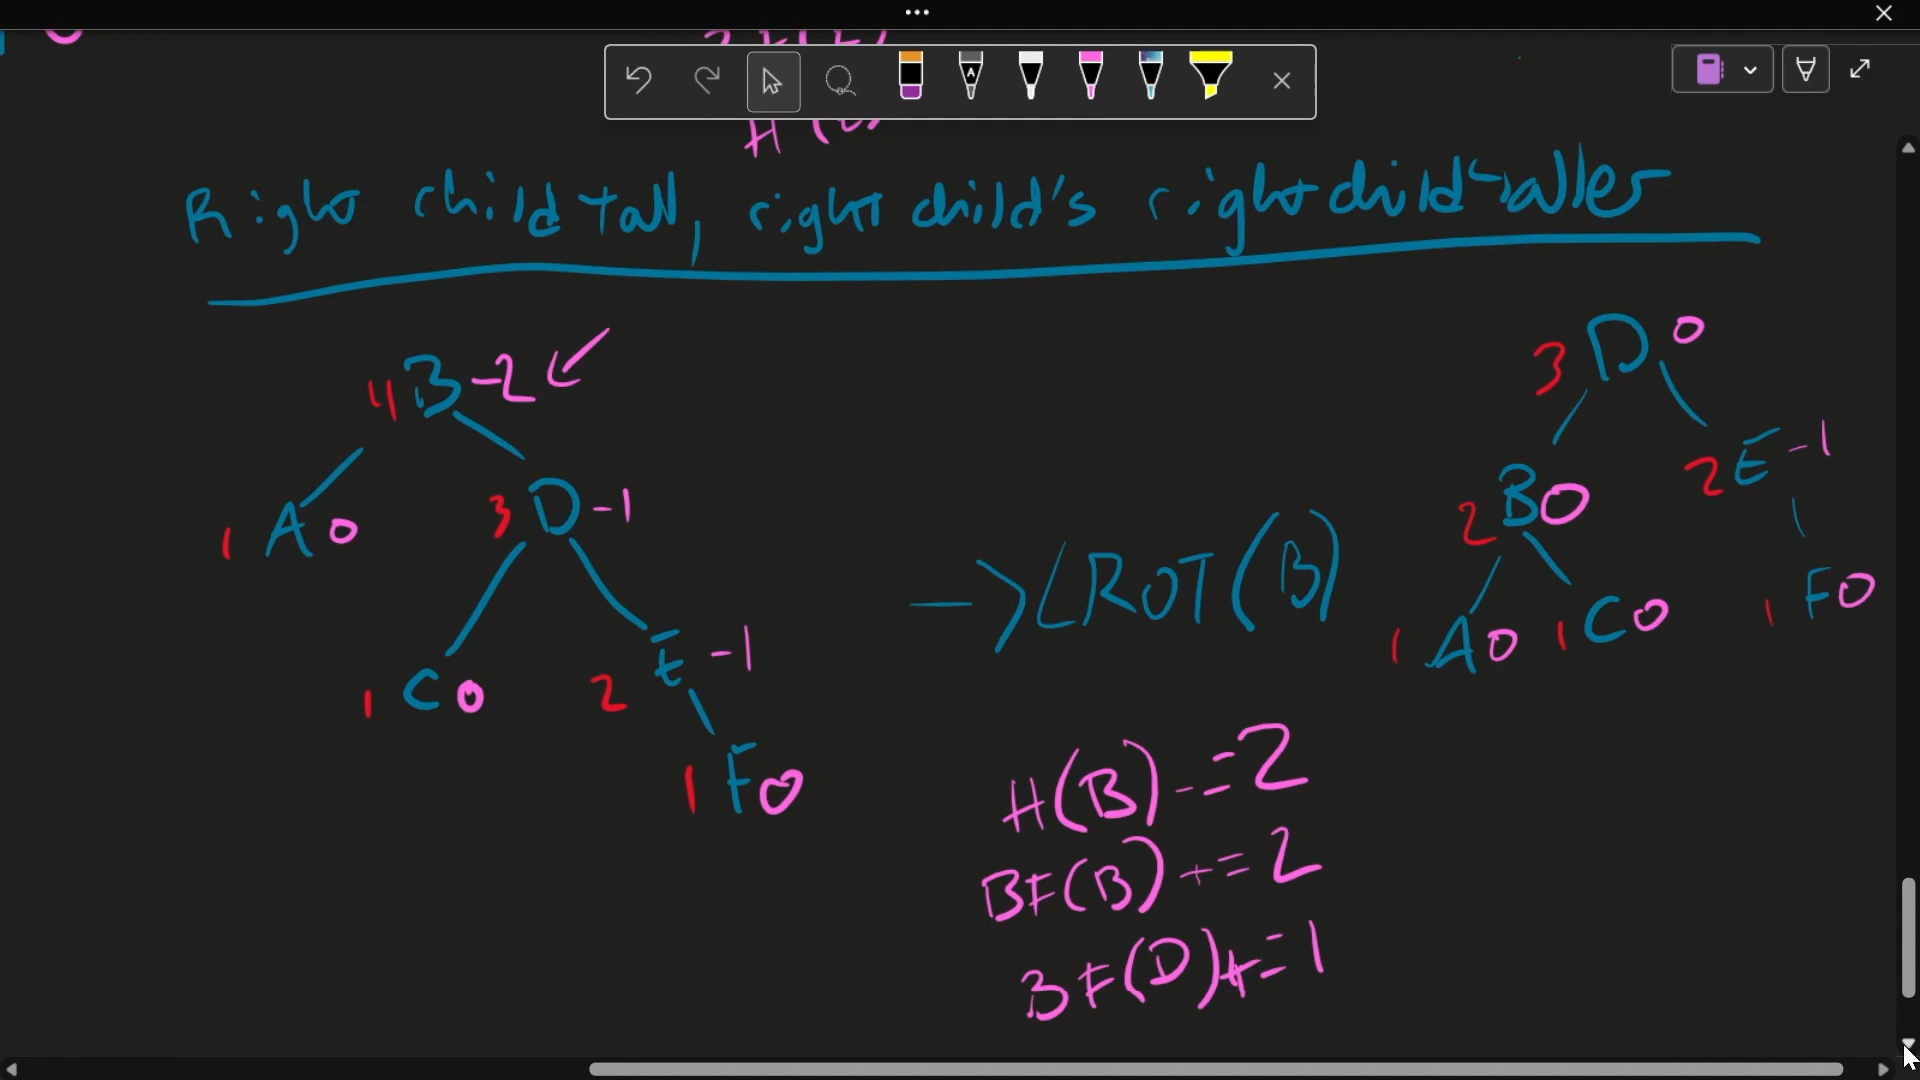 H(
Right child tall, right child's right child taller
4 B -2
1 A 0
3 D -1
1 C 0
2 E -1
1 F 0
-> LROT(B)
3 D 0
2 B 0
2 E -1
1 A 0
1 C 0
1 F 0
H(B) -= 2
BF(B) += 2
BF(D) += 1